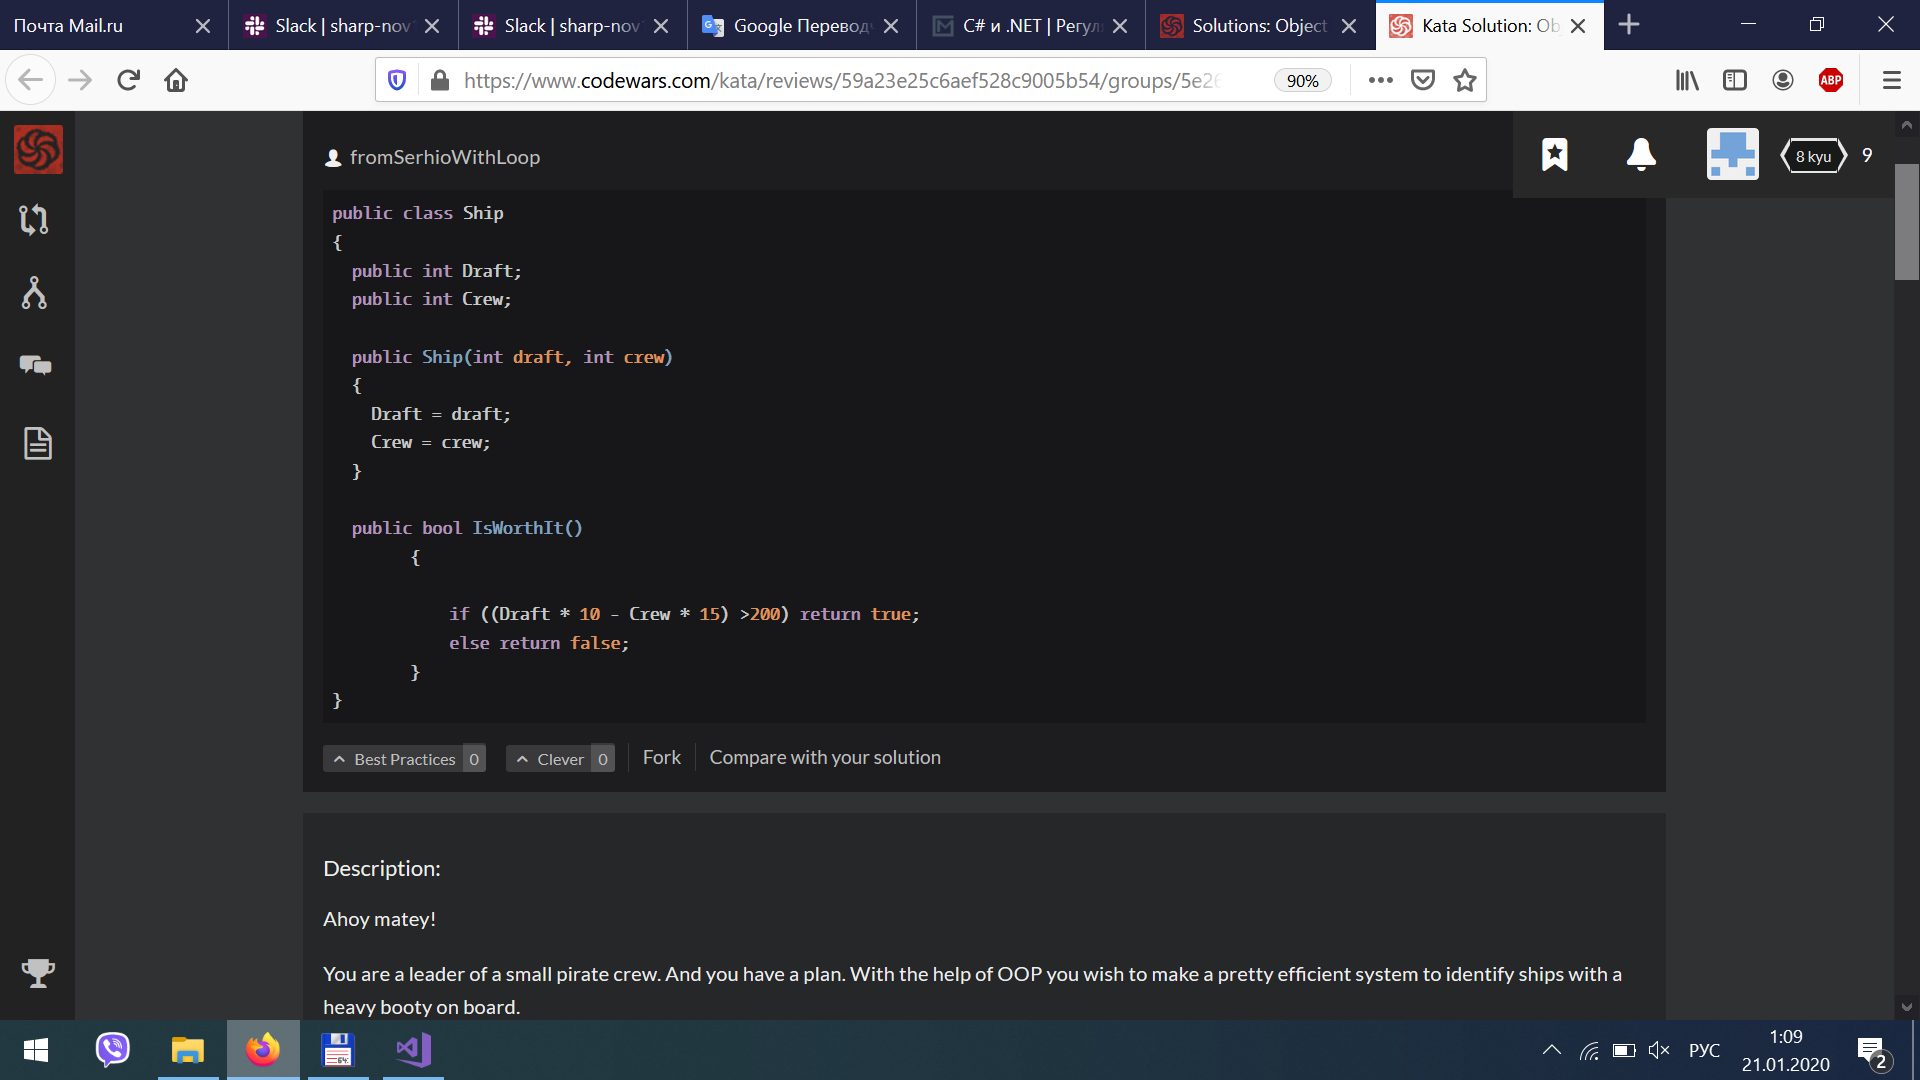 Почта Mail.ru
Slack | sharp-nov
Slack | sharp-nov
Google Перевод
C# и .NET | Регул
Solutions: Object
Kata Solution: Ob
https://www.codewars.com/kata/reviews/59a23e25c6aef528c9005b54/groups/5e26
90%
ABP
fromSerhioWithLoop
8 kyu
9
public class Ship
{
public int Draft;
public int Crew;
public Ship(int draft, int crew)
{
Draft = draft;
Crew = crew;
}
public bool IsWorthIt()
{
if ((Draft * 10 - Crew * 15) >200) return true;
else return false;
}
}
Best Practices 0
Clever 0
Fork
Compare with your solution
Description:
Ahoy matey!
You are a leader of a small pirate crew. And you have a plan. With the help of OOP you wish to make a pretty efficient system to identify ships with a
heavy booty on board.
64
РУС
1:09
21.01.2020
2